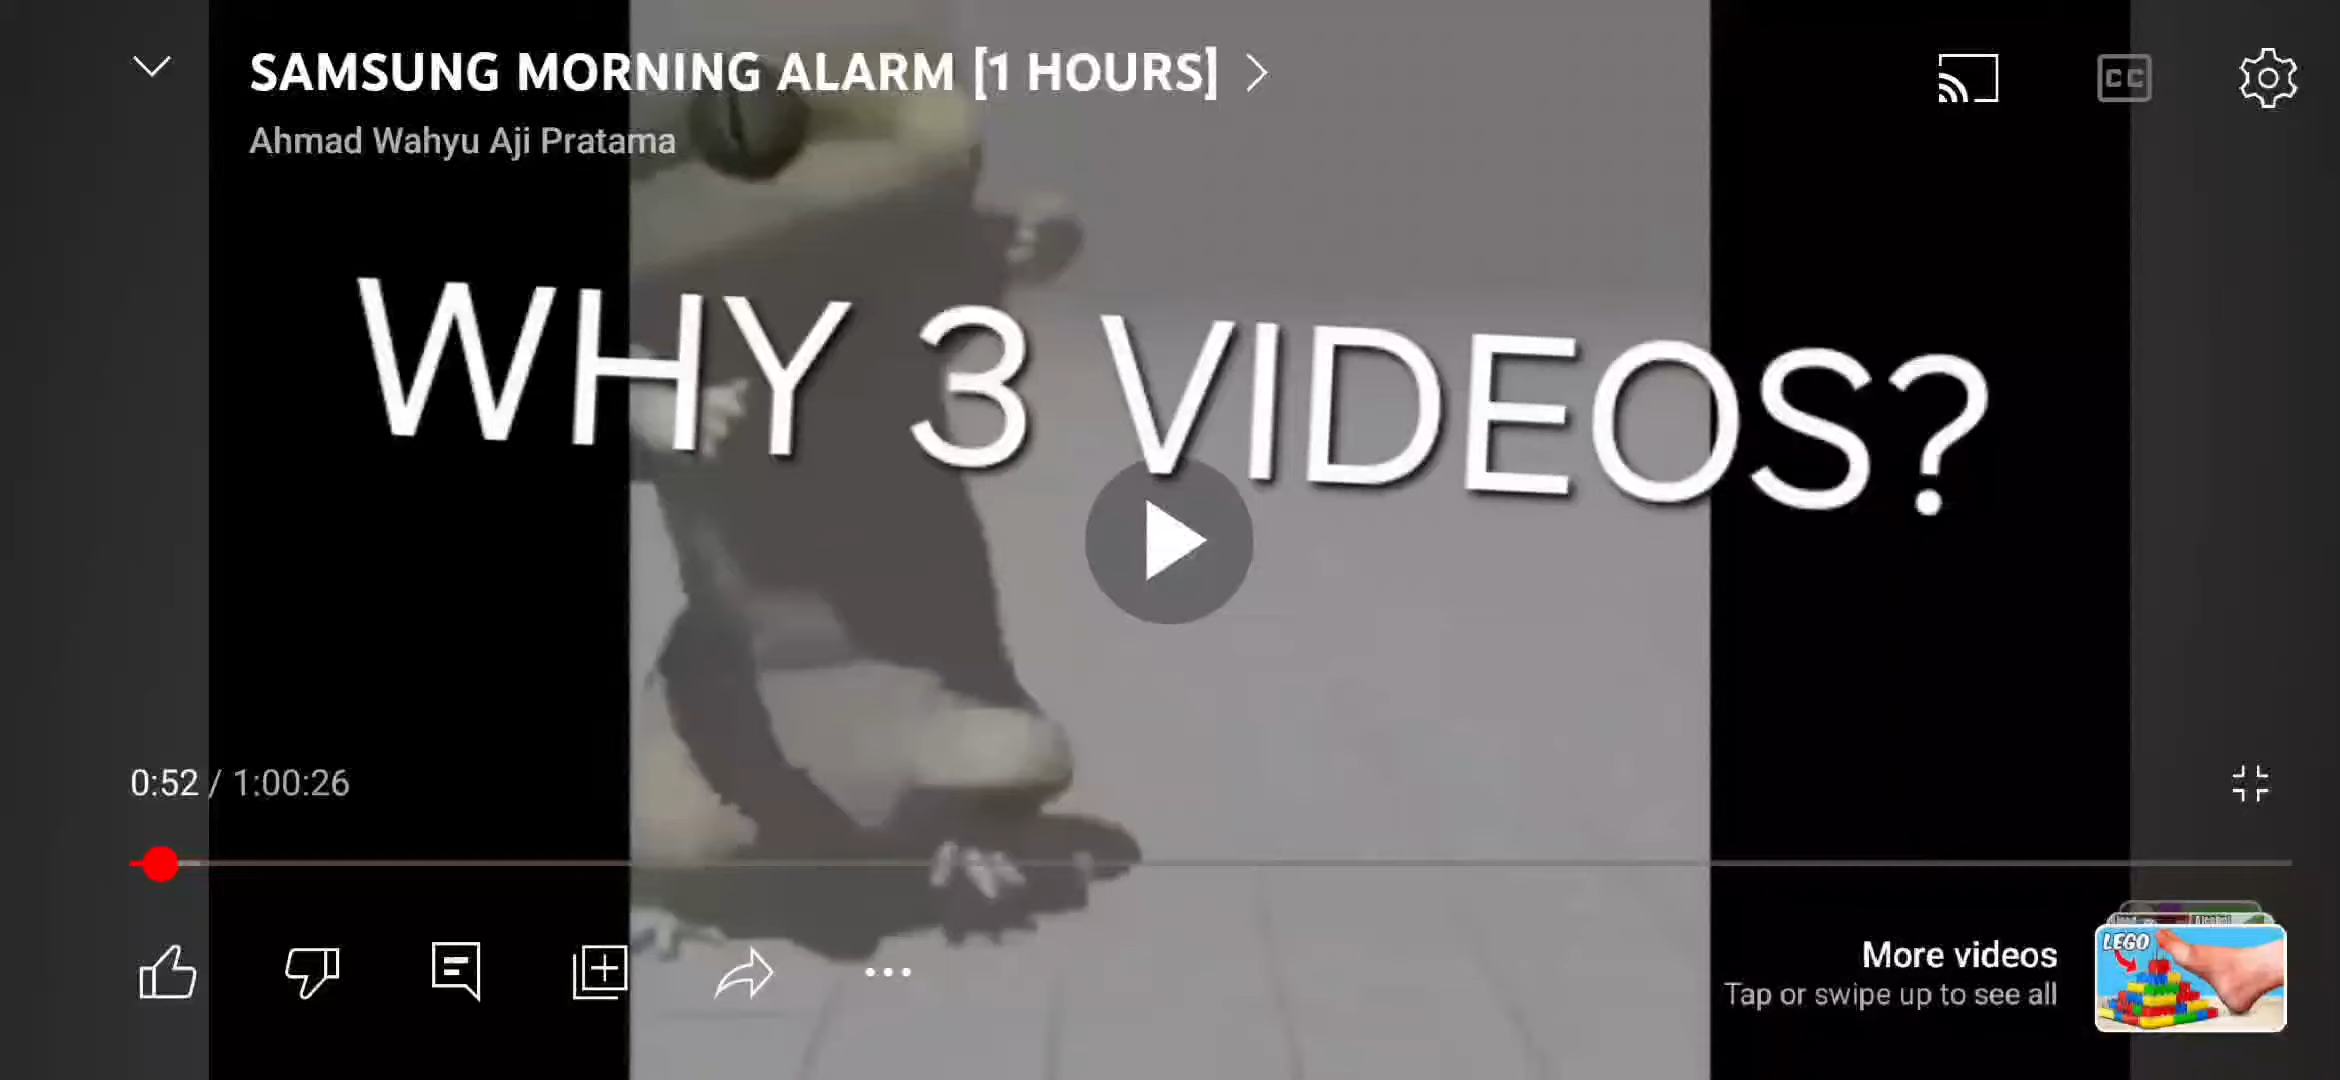 SAMSUNG MORNING ALARM [1 HOURS]
Ahmad Wahyu Aji Pratama
CC
WHY 3 VIDEOS?
0:52 / 1:00:26
More videos
Tap or swipe up to see all
LEGO